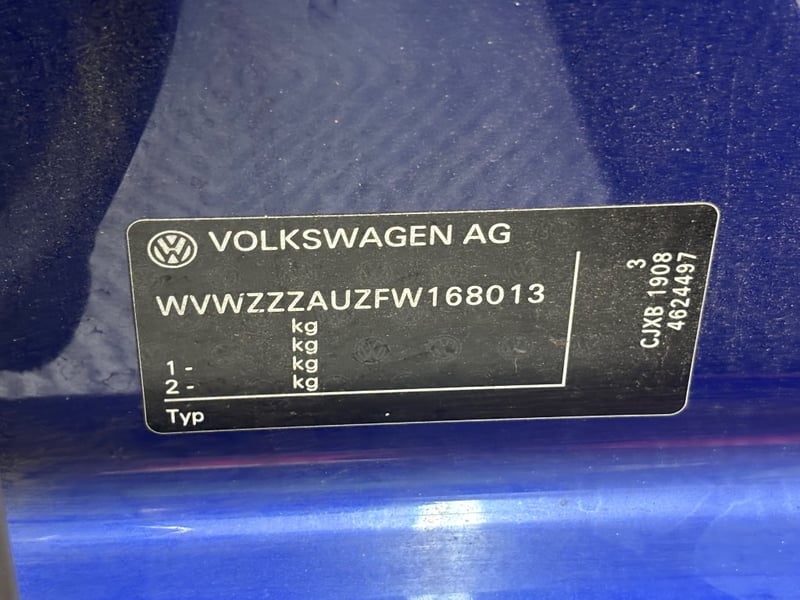 VOLKSWAGEN AG
WVWZZZAUZFW168013
kg
kg
1 - kg
2 - kg
Typ
3
CJXB 1908
4624497